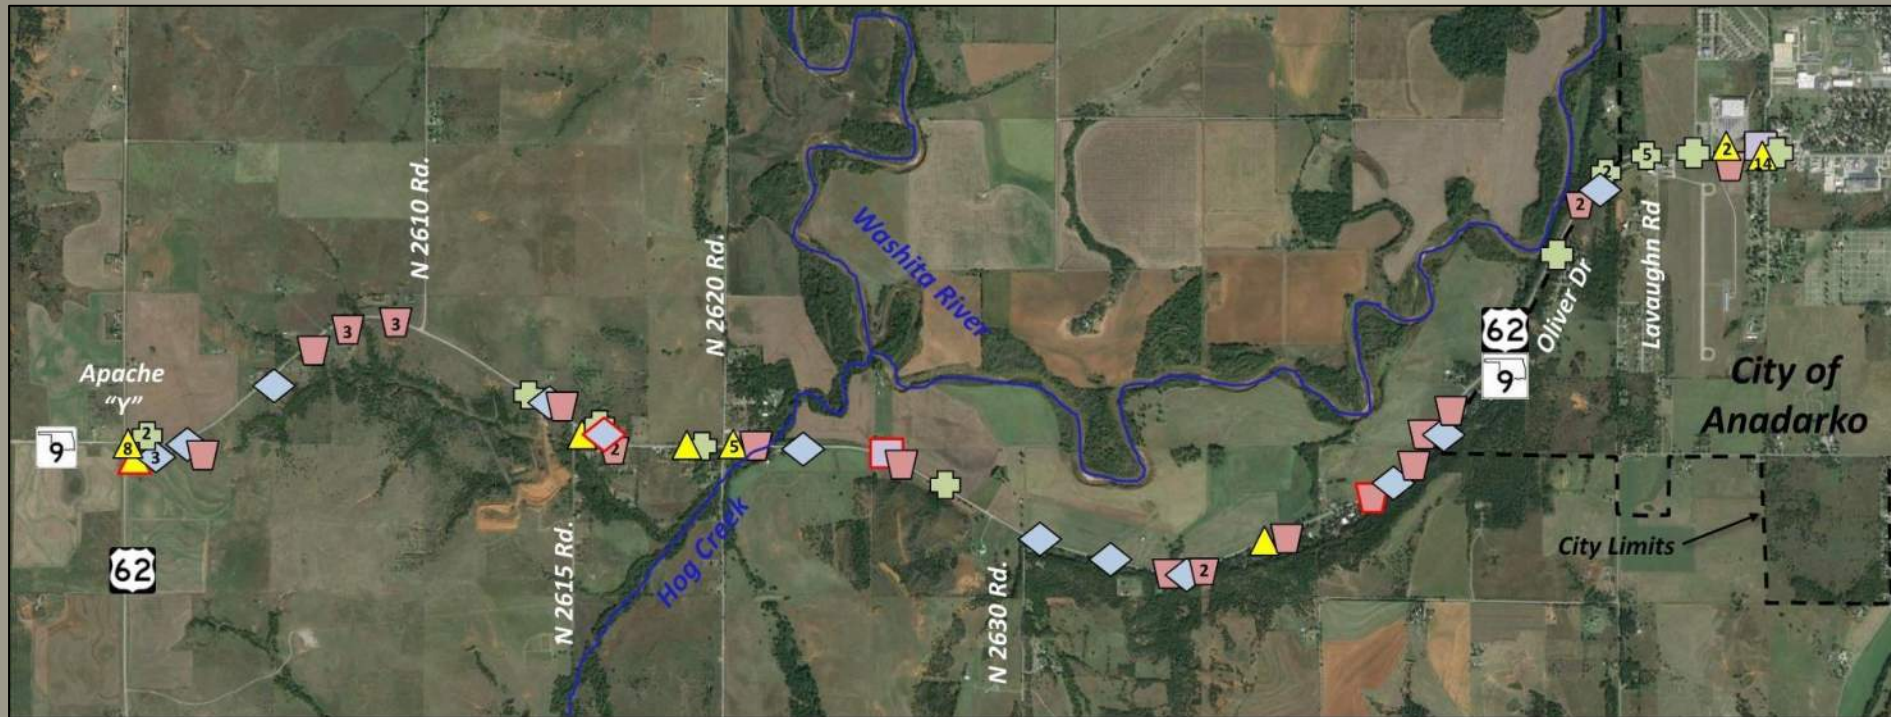 N 2610 Rd.
N 2620 Rd.
Washita River
2
14
5
2
2
Oliver Dr
Lavaughn Rd
62
9
City of
Anadarko
3
3
Apache
"Y"
9
2
8
3
2
5
62
N 2615 Rd.
Hog Creek
N 2630 Rd.
2
City Limits